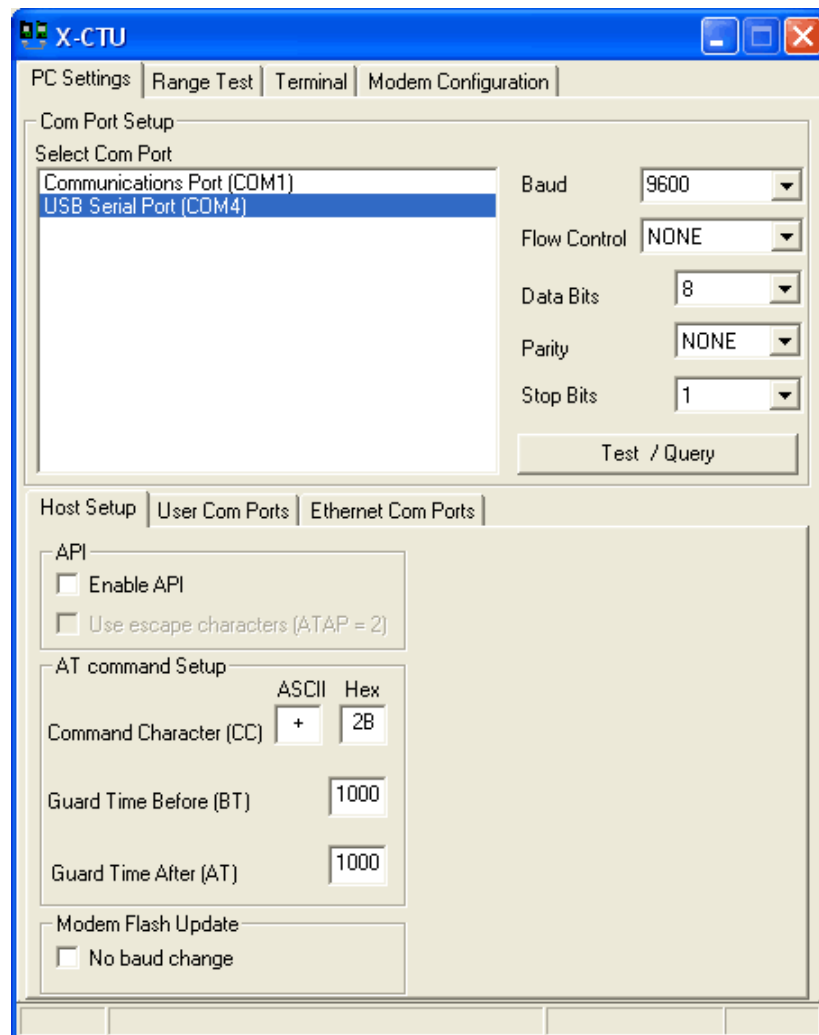 X-CTU
PC Settings Range Test Terminal Modem Configuration
Com Port Setup
Select Com Port
Communications Port (COM1)
USB Serial Port (COM4)
Baud 9600
Flow Control NONE
Data Bits 8
Parity NONE
Stop Bits 1
Test / Query
Host Setup User Com Ports Ethernet Com Ports
API
Enable API
Use escape characters (ATAP = 2)
AT command Setup
ASCII Hex
Command Character (CC) + 2B
Guard Time Before (BT) 1000
Guard Time After (AT) 1000
Modem Flash Update
No baud change